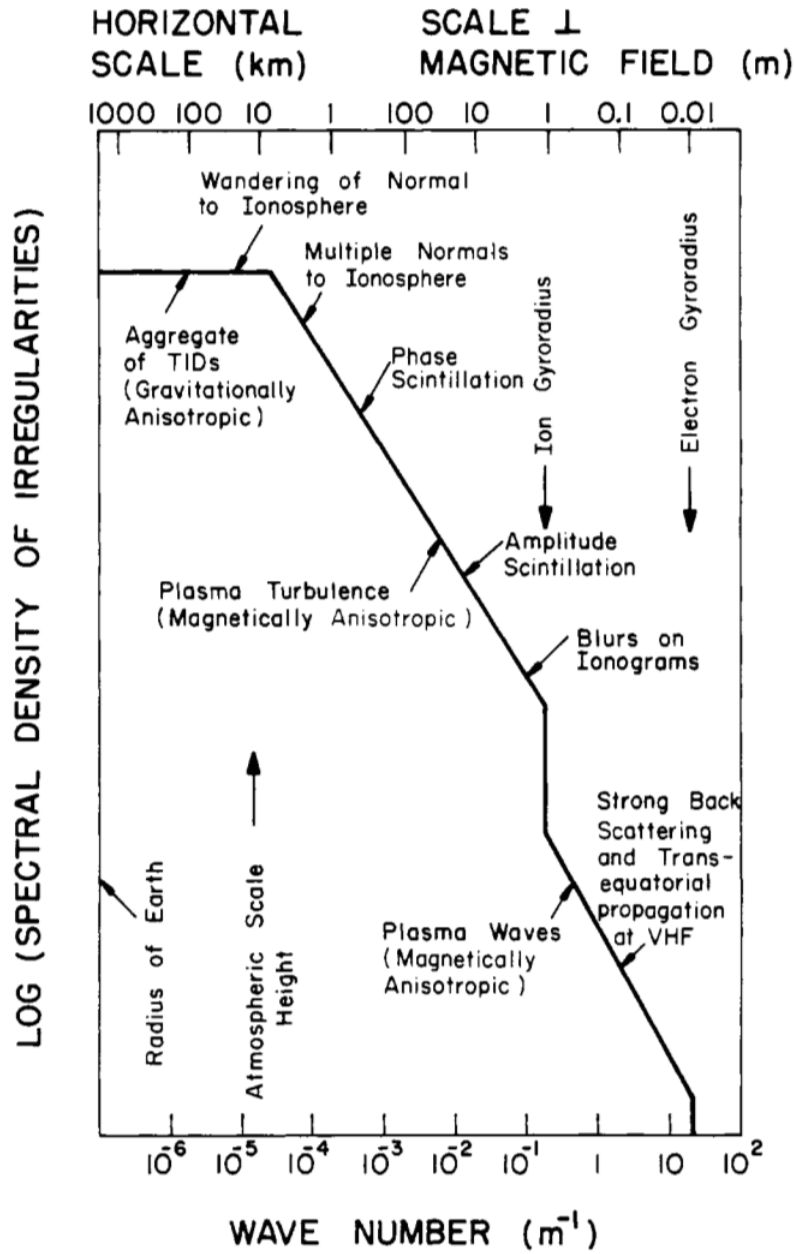 HORIZONTAL
SCALE (km)
SCALE ⊥
MAGNETIC FIELD (m)
1000 100 10 1 100 10 1 0.1 0.01
Wandering of Normal
to Ionosphere
Multiple Normals
to Ionosphere
Aggregate
of TIDs
(Gravitationally
Anisotropic)
Phase
Scintillation
Ion Gyroradius
Electron Gyroradius
Amplitude
Scintillation
Plasma Turbulence
(Magnetically Anisotropic)
Blurs on
Ionograms
Strong Back
Scattering
and Trans-
equatorial
propagation
at VHF
Plasma Waves
(Magnetically
Anisotropic)
Radius of Earth
Atmospheric Scale
Height
LOG (SPECTRAL DENSITY OF IRREGULARITIES)
10⁻⁶ 10⁻⁵ 10⁻⁴ 10⁻³ 10⁻² 10⁻¹ 1 10 10²
WAVE NUMBER (m⁻¹)